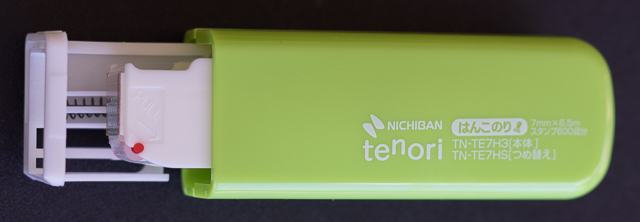 NICHIBAN
tenori
はんこのり
7mm×6.5m
スタンプ600回分
TN-TE7H3[本体]
TN-TE7HS[つめ替え]